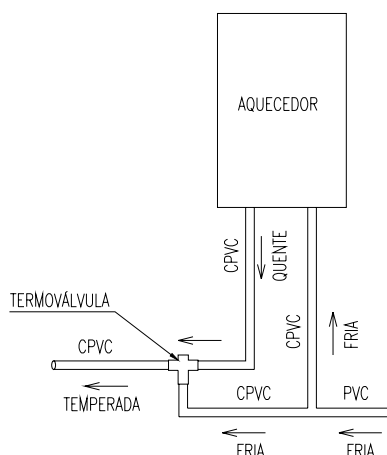 AQUECEDOR
CPVC
QUENTE
CPVC
FRIA
TERMOVÁLVULA
CPVC
TEMPERADA
CPVC
PVC
FRIA
FRIA